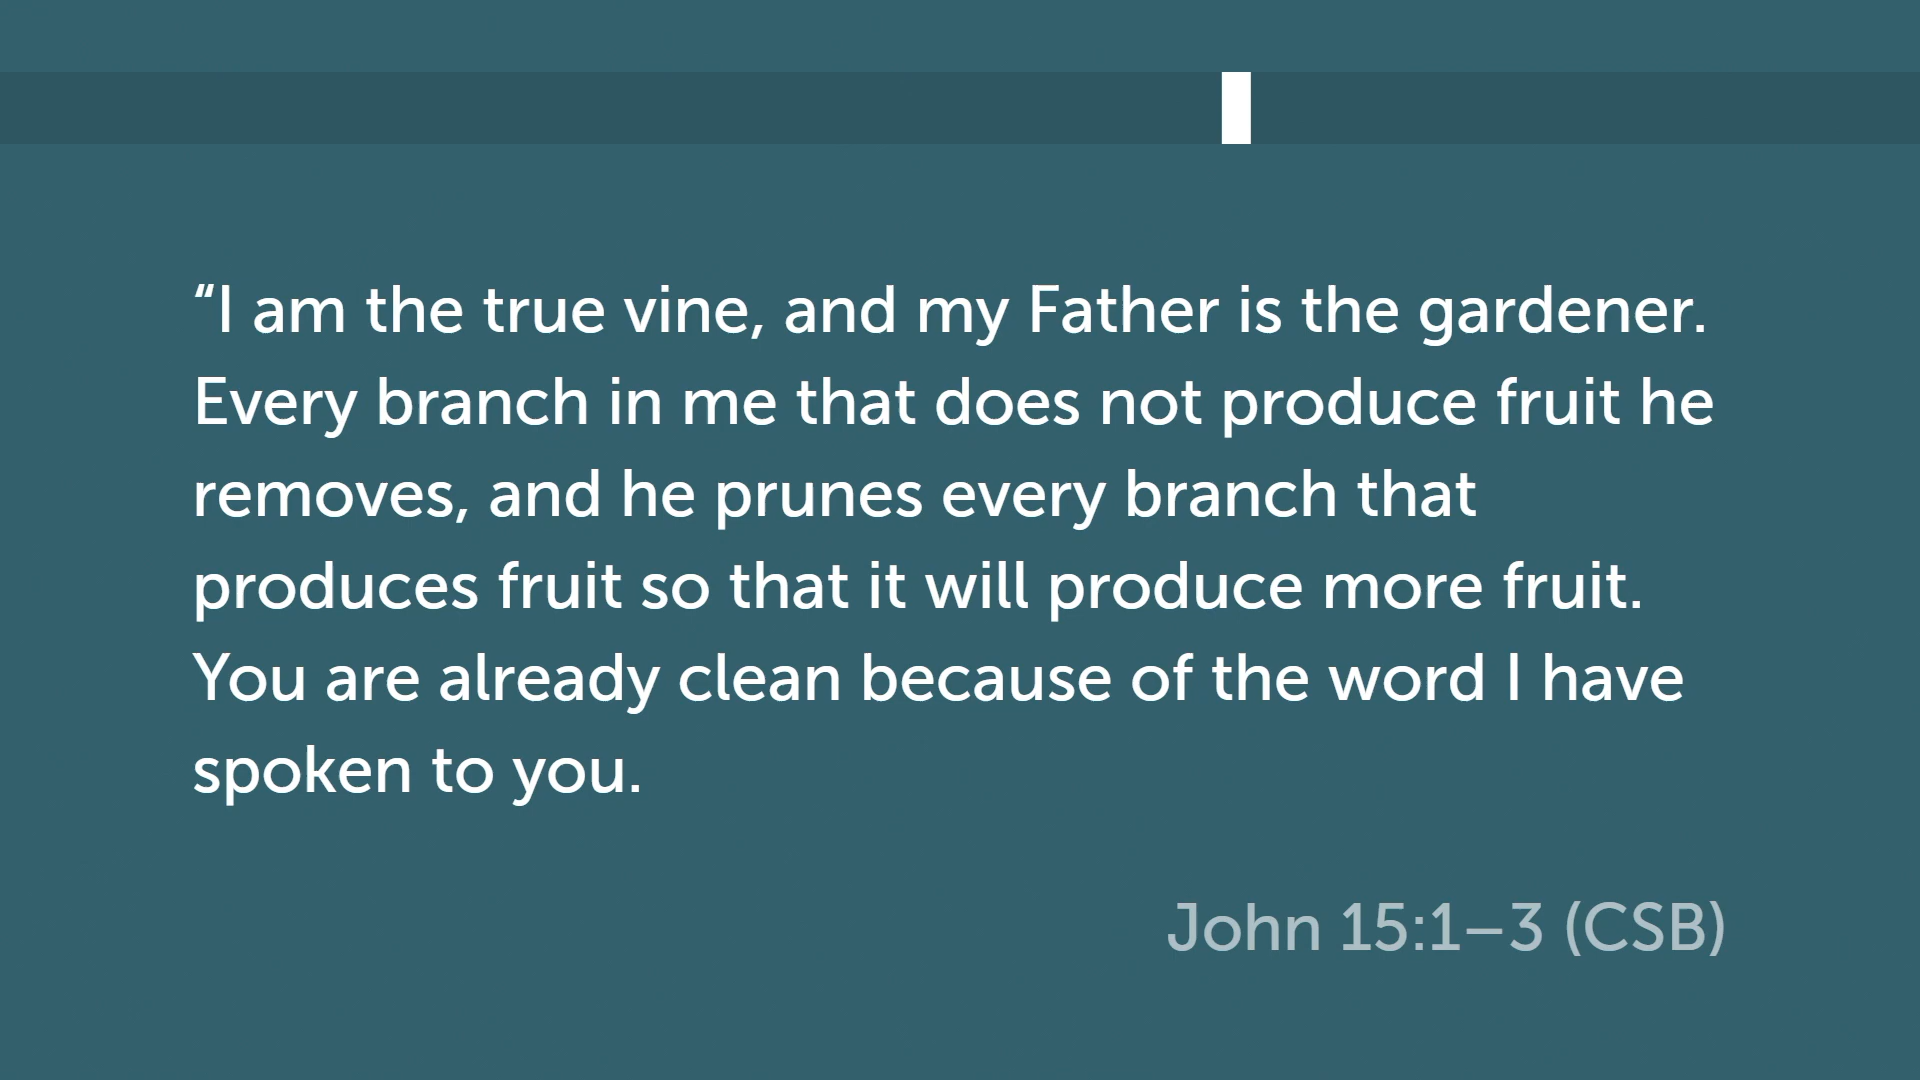 “I am the true vine, and my Father is the gardener.
Every branch in me that does not produce fruit he
removes, and he prunes every branch that
produces fruit so that it will produce more fruit.
You are already clean because of the word I have
spoken to you.
John 15:1–3 (CSB)